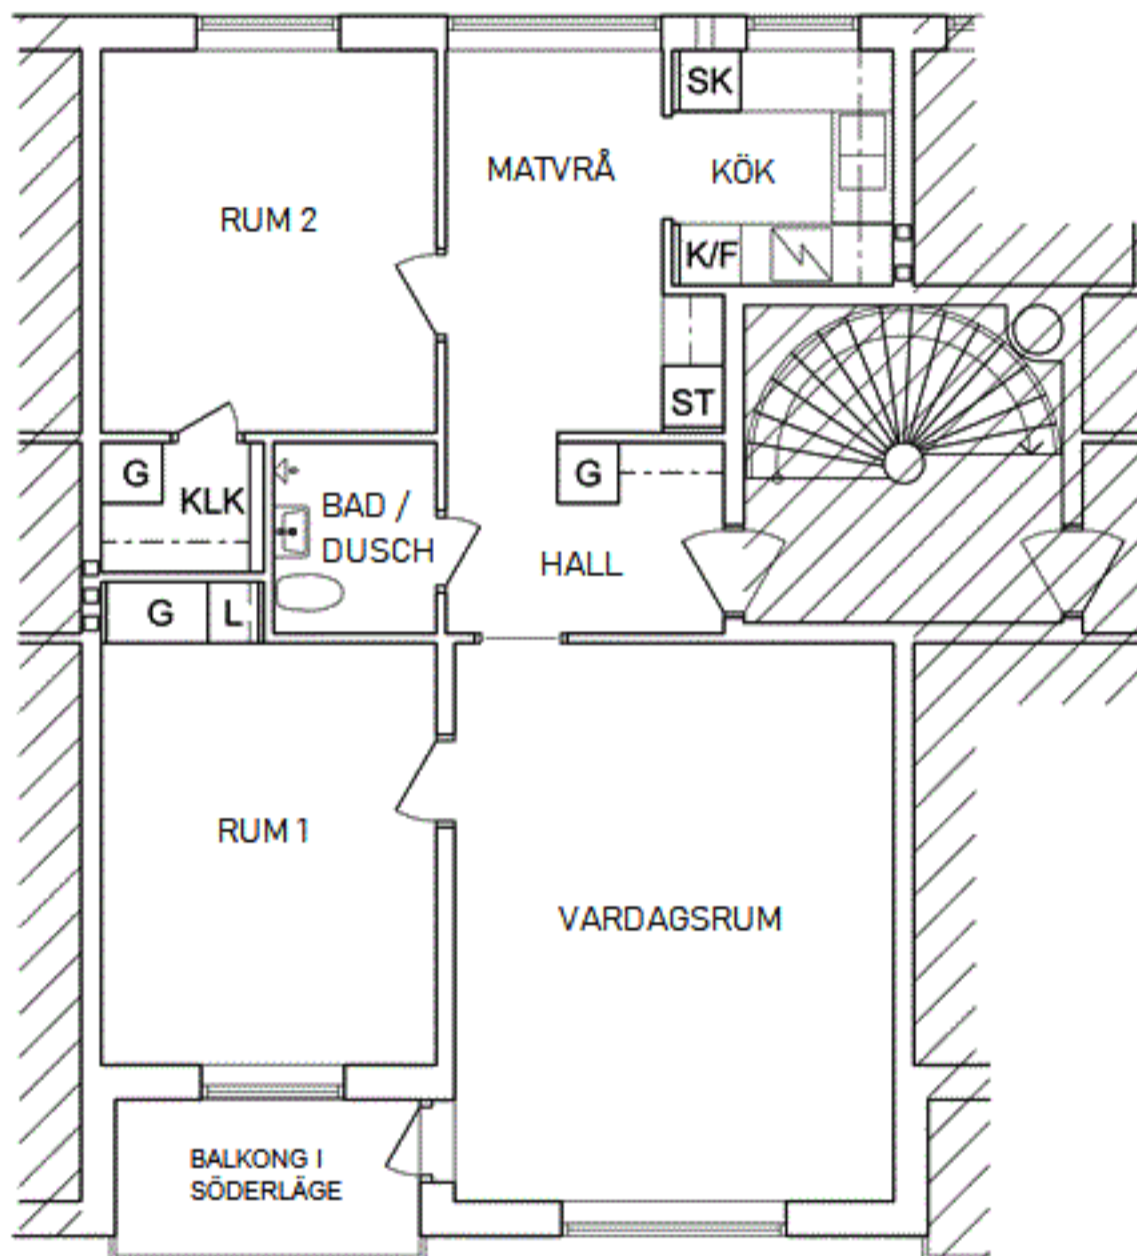 SK
MATVRÅ
KÖK
RUM 2
K/F
ST
G
KLK
BAD /
DUSCH
G
HALL
G
L
RUM 1
VARDAGSRUM
BALKONG I
SÖDERLÄGE